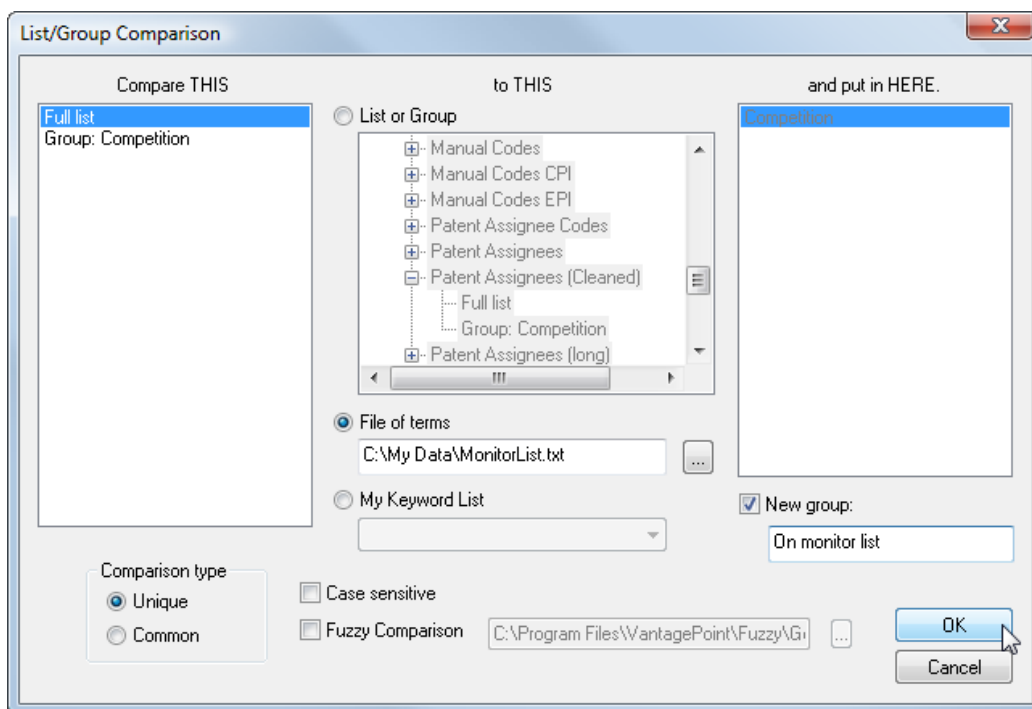 List/Group Comparison
Compare THIS
to THIS
and put in HERE.
Full list
Group: Competition
List or Group
Manual Codes
Manual Codes CPI
Manual Codes EPI
Patent Assignee Codes
Patent Assignees
Patent Assignees (Cleaned)
Full list
Group: Competition
Patent Assignees (long)
Competition
File of terms
C:\My Data\MonitorList.txt
...
My Keyword List
New group:
On monitor list
Comparison type
Unique
Common
Case sensitive
Fuzzy Comparison
C:\Program Files\VantagePoint\Fuzzy\G
...
OK
Cancel